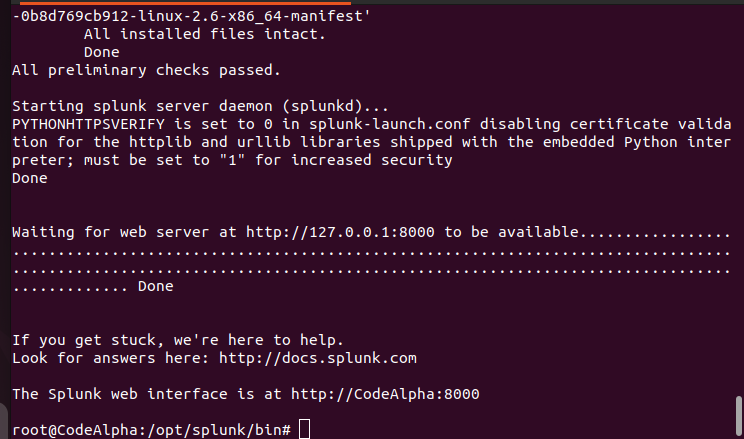 -0b8d769cb912-linux-2.6-x86_64-manifest'
        All installed files intact.
        Done
All preliminary checks passed.

Starting splunk server daemon (splunkd)...
PYTHONHTTPSVERIFY is set to 0 in splunk-launch.conf disabling certificate valida
tion for the httplib and urllib libraries shipped with the embedded Python inter
preter; must be set to "1" for increased security
Done


Waiting for web server at http://127.0.0.1:8000 to be available.................
................................................................................
................................................................................
............. Done


If you get stuck, we're here to help.
Look for answers here: http://docs.splunk.com

The Splunk web interface is at http://CodeAlpha:8000

root@CodeAlpha:/opt/splunk/bin#